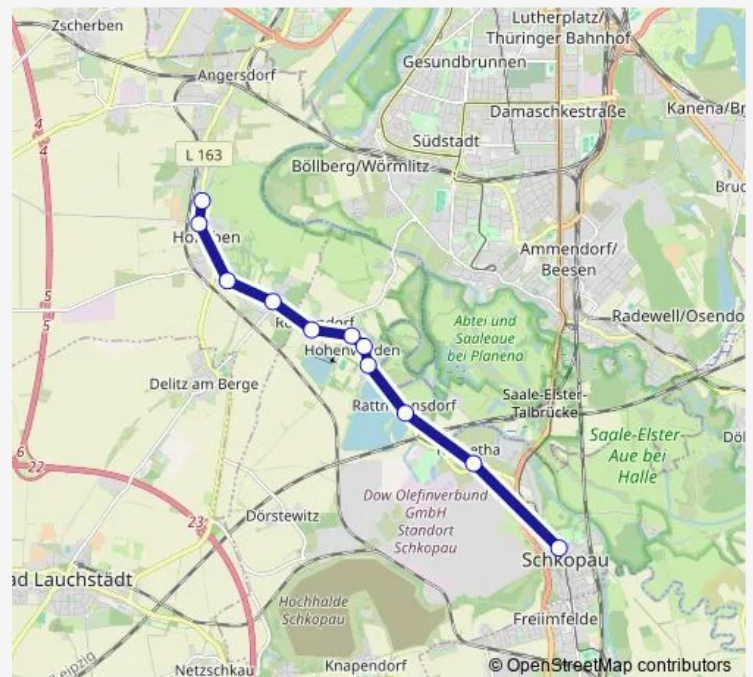 Zscherben
Lutherplatz/
Thüringer Bahnhof
Gesundbrunnen
Angersdorf
Damaschkestraße
Kanena/Br
4
4
Südstadt
L 163
Böllberg/Wörmlitz
Bruc
Ammendorf/
Beesen
5
5
Abtei und
Saaleaue
bei Planena
Radewell/Osendo
Delitz am Berge
Saale-Elster-
Talbrücke
Saale-Elster-
Aue bei
Halle
Döl
6
22
Dow Olefinverbund
GmbH
Standort
Schkopau
23
Dörstewitz
Schkopau
ad Lauchstädt
Hochhalde
Schkopau
Freiimfelde
Leipzig
Netzschkau
Knapendorf
© OpenStreetMap contributors